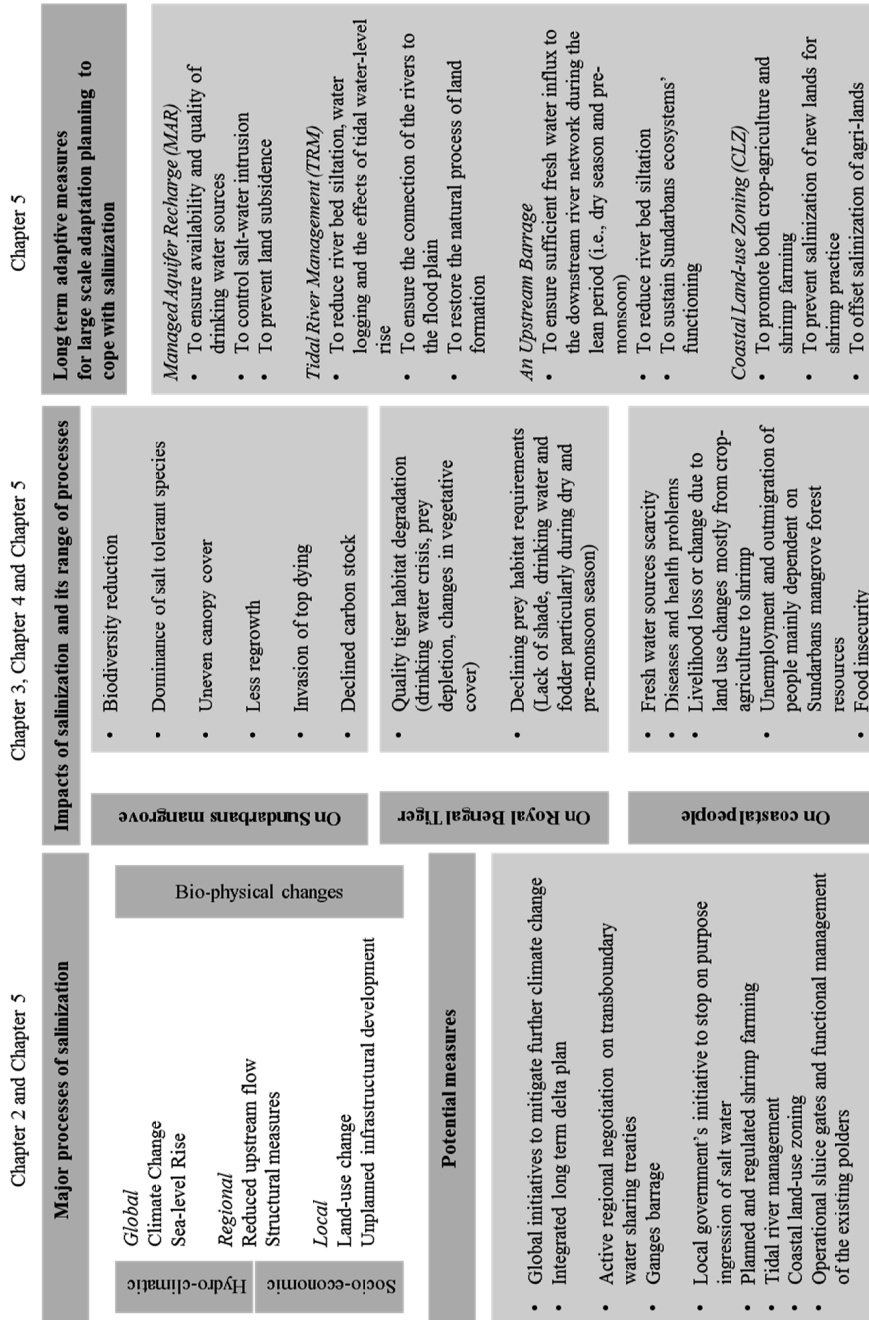 Chapter 2 and Chapter 5
Major processes of salinization
Hydro-climatic
Socio-economic
Global
Climate Change
Sea-level Rise
Regional
Reduced upstream flow
Structural measures
Local
Land-use change
Unplanned infrastructural development
Bio-physical changes
Potential measures
• Global initiatives to mitigate further climate change
• Integrated long term delta plan
• Active regional negotiation on transboundary
water sharing treaties
• Ganges barrage
• Local government's initiative to stop on purpose
ingression of salt water
• Planned and regulated shrimp farming
• Tidal river management
• Coastal land-use zoning
• Operational sluice gates and functional management
of the existing polders
Chapter 3, Chapter 4 and Chapter 5
Impacts of salinization and its range of processes
On Sundarbans mangrove
• Biodiversity reduction
• Dominance of salt tolerant species
• Uneven canopy cover
• Less regrowth
• Invasion of top dying
• Declined carbon stock
On Royal Bengal Tiger
• Quality tiger habitat degradation
(drinking water crisis, prey
depletion, changes in vegetative
cover)
• Declining prey habitat requirements
(Lack of shade, drinking water and
fodder particularly during dry and
pre-monsoon season)
On coastal people
• Fresh water sources scarcity
• Diseases and health problems
• Livelihood loss or change due to
land use changes mostly from crop-
agriculture to shrimp
• Unemployment and outmigration of
people mainly dependent on
Sundarbans mangrove forest
resources
• Food insecurity
Chapter 5
Long term adaptive measures
for large scale adaptation planning to
cope with salinization
Managed Aquifer Recharge (MAR)
• To ensure availability and quality of
drinking water sources
• To control salt-water intrusion
• To prevent land subsidence
Tidal River Management (TRM)
• To reduce river bed siltation, water
logging and the effects of tidal water-level
rise
• To ensure the connection of the rivers to
the floodplain
• To restore the natural process of land
formation
An Upstream Barrage
• To ensure sufficient fresh water influx to
the downstream river network during the
lean period (i.e., dry season and pre-
monsoon)
• To reduce river bed siltation
• To sustain Sundarbans ecosystems'
functioning
Coastal Land-use Zoning (CLZ)
• To promote both crop-agriculture and
shrimp farming
• To prevent salinization of new lands for
shrimp practice
• To offset salinization of agri-lands